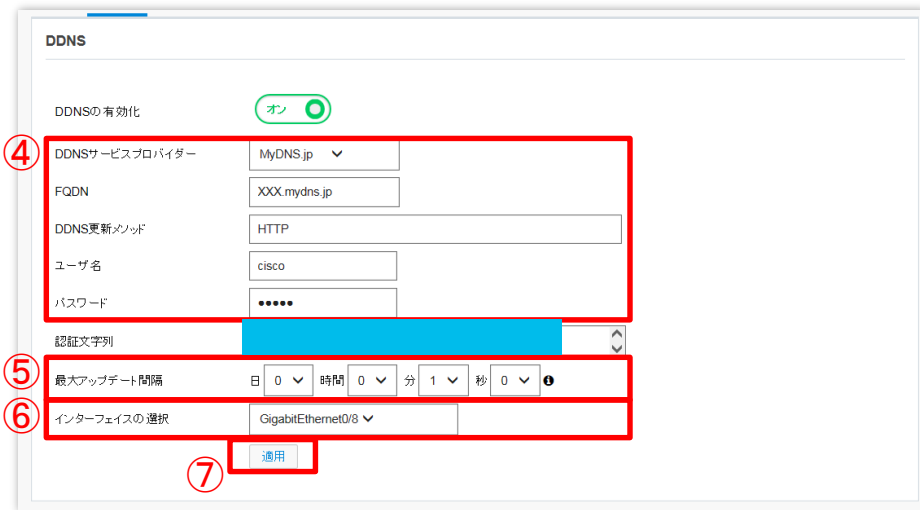 DDNS
DDNSの有効化 オン
④
DDNSサービスプロバイダー MyDNS.jp
FQDN XXX.mydns.jp
DDNS更新メソッド HTTP
ユーザ名 cisco
パスワード •••••
認証文字列
⑤ 最大アップデート間隔 日 0 時間 0 分 1 秒 0
⑥ インターフェイスの選択 GigabitEthernet0/8
⑦ 適用